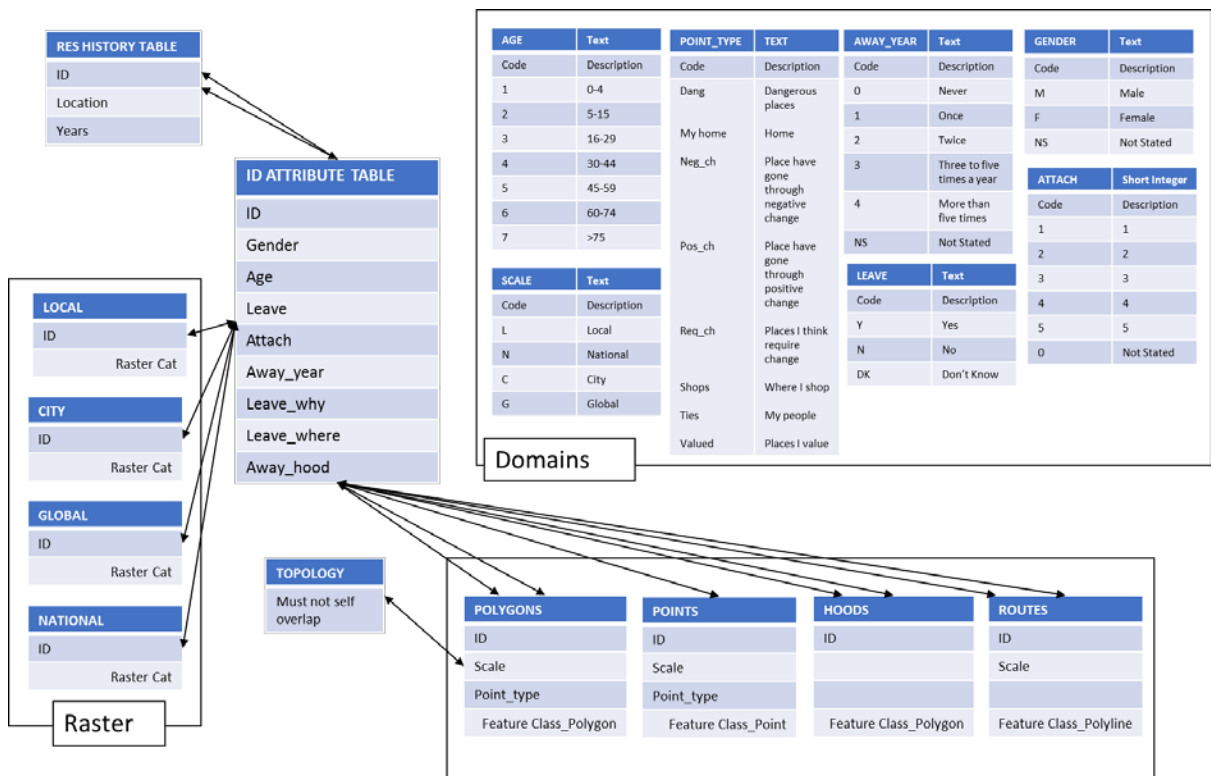 RES HISTORY TABLE
ID
Location
Years
ID ATTRIBUTE TABLE
ID
Gender
Age
Leave
Attach
Away_year
Leave_why
Leave_where
Away_hood
LOCAL
ID
Raster Cat
CITY
ID
Raster Cat
GLOBAL
ID
Raster Cat
NATIONAL
ID
Raster Cat
Raster
AGE Text
Code Description
1 0-4
2 5-15
3 16-29
4 30-44
5 45-59
6 60-74
7 >75
SCALE Text
Code Description
L Local
N National
C City
G Global
POINT_TYPE TEXT
Code Description
Dang Dangerous
places
My home Home
Neg_ch Place have
gone
through
negative
change
Pos_ch Place have
gone
through
positive
change
Req_ch Places I think
require
change
Shops Where I shop
Ties My people
Valued Places I value
AWAY_YEAR Text
Code Description
0 Never
1 Once
2 Twice
3 Three to five
times a year
4 More than
five times
NS Not Stated
LEAVE Text
Code Description
Y Yes
N No
DK Don't Know
GENDER Text
Code Description
M Male
F Female
NS Not Stated
ATTACH Short Integer
Code Description
1 1
2 2
3 3
4 4
5 5
0 Not Stated
Domains
TOPOLOGY
Must not self
overlap
POLYGONS
ID
Scale
Point_type
Feature Class_Polygon
POINTS
ID
Scale
Point_type
Feature Class_Point
HOODS
ID
Feature Class_Polygon
ROUTES
ID
Scale
Feature Class_Polyline